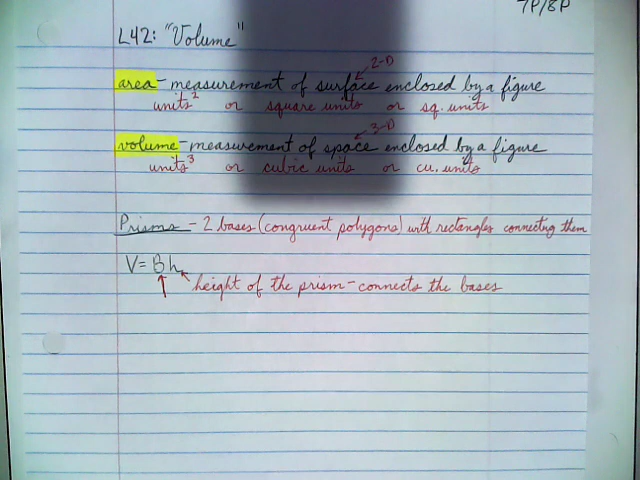 7P/8P
L42: "Volume"
2-D
area - measurement of surface enclosed by a figure
units² or square units or sq. units
3-D
volume - measurement of space enclosed by a figure
units³ or cubic units or cu. units
Prisms - 2 bases (congruent polygons) with rectangles connecting them
V = Bh
height of the prism - connects the bases